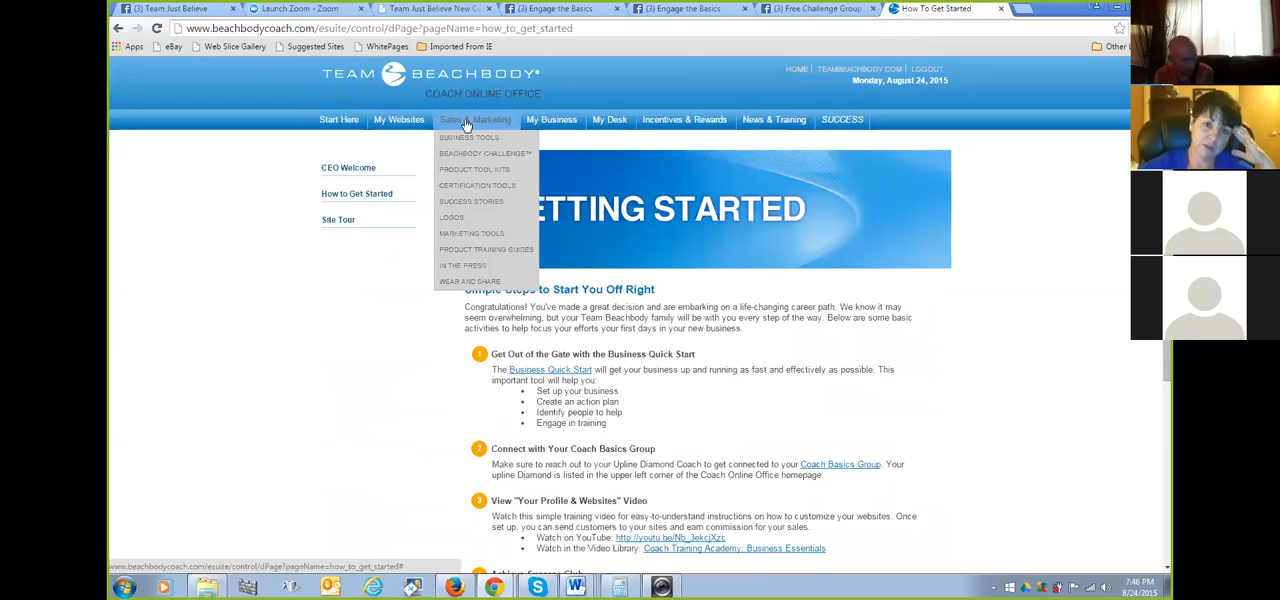 (3) Team Just Believe
Launch Zoom - Zoom
Team Just Believe New C
(3) Engage the Basics
(3) Engage the Basics
(3) Free Challenge Group
How To Get Started
www.beachbodycoach.com/esuite/control/dPage?pageName=how_to_get_started
Apps
eBay
Web Slice Gallery
Suggested Sites
WhitePages
Imported From IE
Other
TEAM BEACHBODY®
COACH ONLINE OFFICE
HOME | TEAMBEACHBODY.COM | LOGOUT
Monday, August 24, 2015
Start Here
My Websites
Sales & Marketing
My Business
My Desk
Incentives & Rewards
News & Training
SUCCESS
BUSINESS TOOLS
BEACHBODY CHALLENGE™
PRODUCT TOOL KITS
CERTIFICATION TOOLS
SUCCESS STORIES
LOGOS
MARKETING TOOLS
PRODUCT TRAINING GUIDES
IN THE PRESS
WEAR AND SHARE
CEO Welcome
How to Get Started
Site Tour
ETTING STARTED
Simple Steps to Start You Off Right
Congratulations! You've made a great decision and are embarking on a life-changing career path. We know it may
seem overwhelming, but your Team Beachbody family will be with you every step of the way. Below are some basic
activities to help focus your efforts your first days in your new business.
1 Get Out of the Gate with the Business Quick Start
The Business Quick Start will get your business up and running as fast and effectively as possible. This
important tool will help you:
• Set up your business
• Create an action plan
• Identify people to help
• Engage in training
2 Connect with Your Coach Basics Group
Make sure to reach out to your Upline Diamond Coach to get connected to your Coach Basics Group. Your
upline Diamond is listed in the upper left corner of the Coach Online Office homepage.
3 View "Your Profile & Websites" Video
Watch this simple training video for easy-to-understand instructions on how to customize your websites. Once
set up, you can send customers to your sites and earn commission for your sales.
• Watch on YouTube: http://youtu.be/Nb_3ekcjXzc
• Watch in the Video Library: Coach Training Academy: Business Essentials
www.beachbodycoach.com/esuite/control/dPage?pageName=how_to_get_started#
7:46 PM
8/24/2015